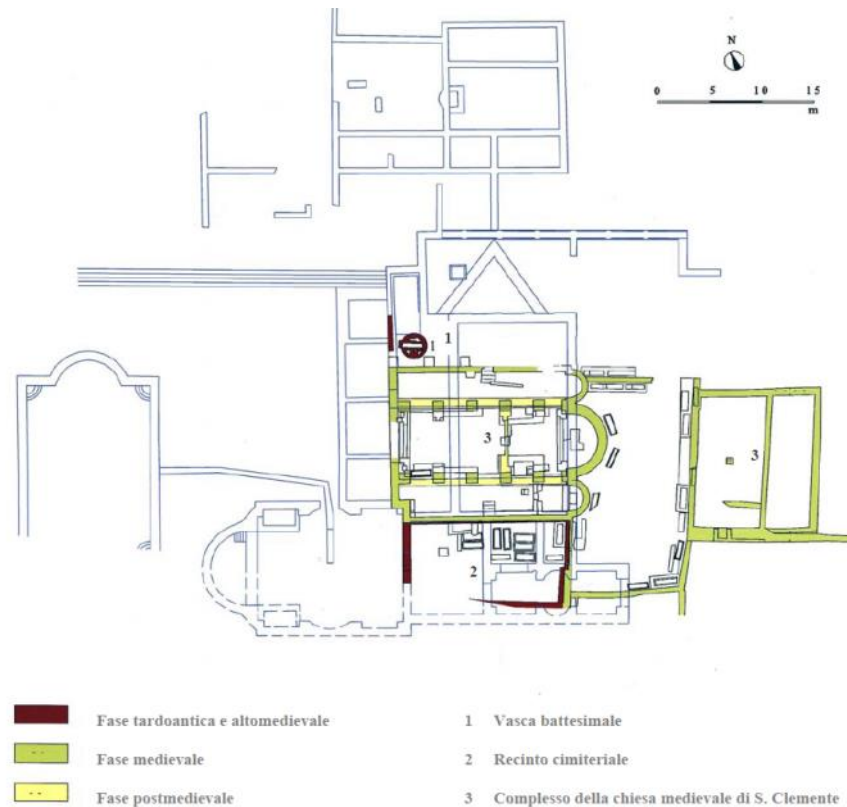 N
0 5 10 15
m
1 1
3
3
2
Fase tardoantica e altomedievale
Fase medievale
Fase postmedievale
1 Vasca battesimale
2 Recinto cimiteriale
3 Complesso della chiesa medievale di S. Clemente